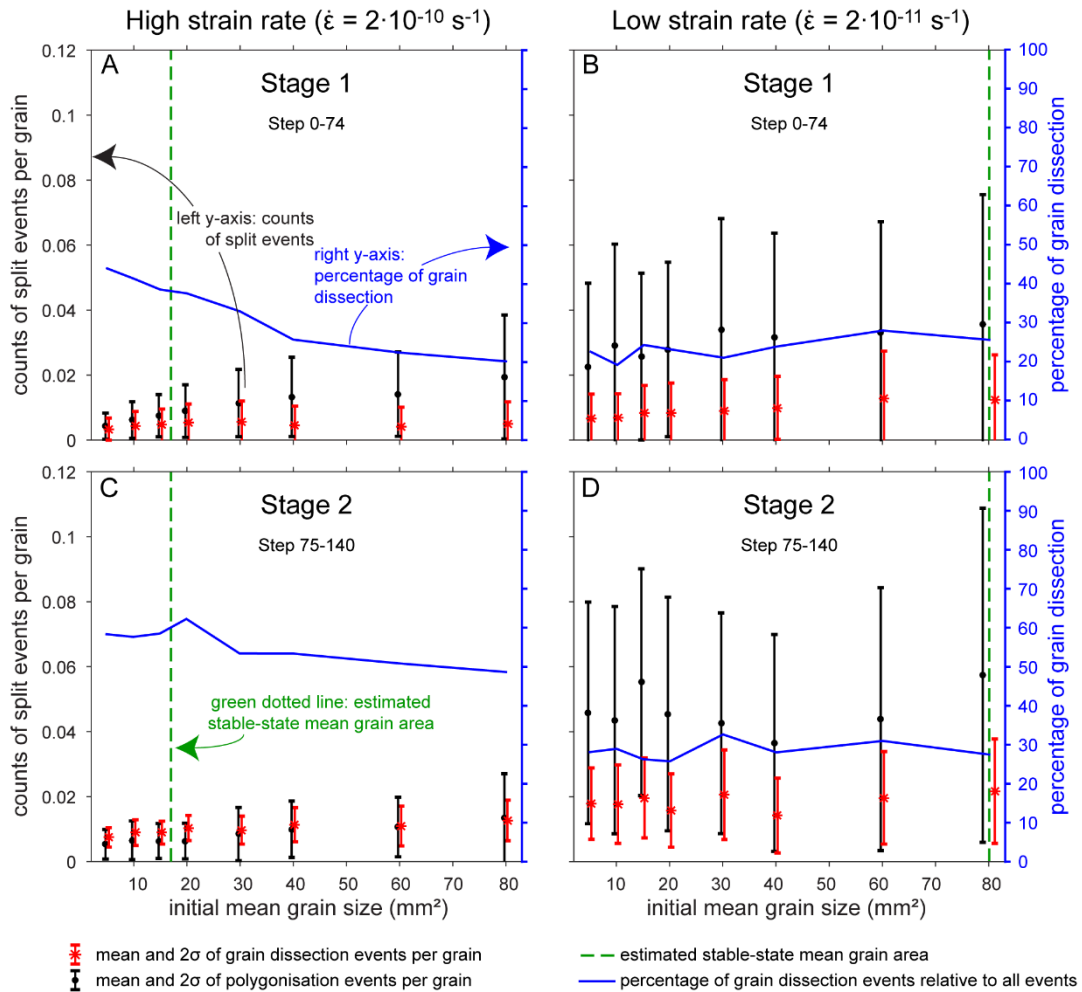 High strain rate (ε̇ = 2·10⁻¹⁰ s⁻¹)
Low strain rate (ε̇ = 2·10⁻¹¹ s⁻¹)
A
Stage 1
Step 0-74
counts of split events per grain
0.12
0.1
0.08
0.06
0.04
0.02
0
left y-axis: counts
of split events
right y-axis:
percentage of grain
dissection
B
Stage 1
Step 0-74
100
90
80
70
60
50
40
30
20
10
0
percentage of grain dissection
C
Stage 2
Step 75-140
counts of split events per grain
0.12
0.1
0.08
0.06
0.04
0.02
0
green dotted line: estimated
stable-state mean grain area
10 20 30 40 50 60 70 80
initial mean grain size (mm²)
D
Stage 2
Step 75-140
100
90
80
70
60
50
40
30
20
10
0
percentage of grain dissection
10 20 30 40 50 60 70 80
initial mean grain size (mm²)
mean and 2σ of grain dissection events per grain
mean and 2σ of polygonisation events per grain
estimated stable-state mean grain area
percentage of grain dissection events relative to all events